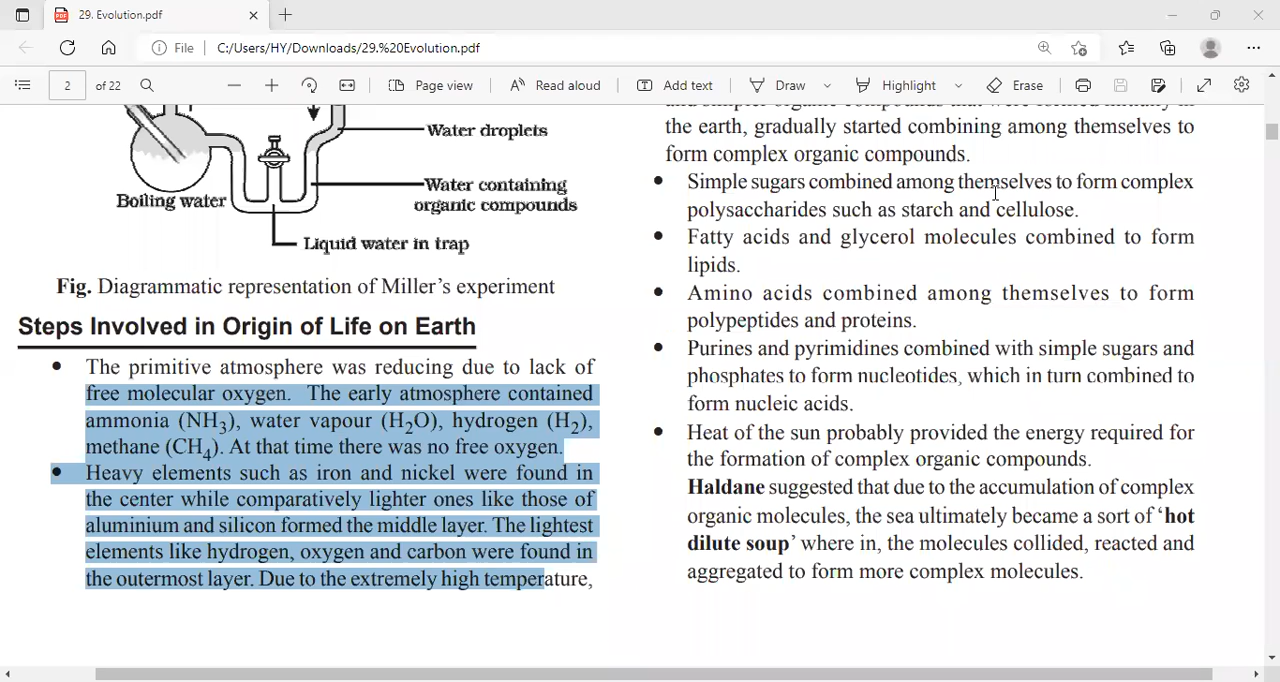 29. Evolution.pdf
File
C:/Users/HY/Downloads/29.%20Evolution.pdf
2
of 22
Page view
Read aloud
Add text
Draw
Highlight
Erase
Water droplets
Water containing
organic compounds
Boiling water
Liquid water in trap
Fig. Diagrammatic representation of Miller's experiment
Steps Involved in Origin of Life on Earth
• The primitive atmosphere was reducing due to lack of
free molecular oxygen. The early atmosphere contained
ammonia (NH₃), water vapour (H₂O), hydrogen (H₂),
methane (CH₄). At that time there was no free oxygen.
• Heavy elements such as iron and nickel were found in
the center while comparatively lighter ones like those of
aluminium and silicon formed the middle layer. The lightest
elements like hydrogen, oxygen and carbon were found in
the outermost layer. Due to the extremely high temperature,
and simpler organic compounds that were formed initially in
the earth, gradually started combining among themselves to
form complex organic compounds.
• Simple sugars combined among themselves to form complex
polysaccharides such as starch and cellulose.
• Fatty acids and glycerol molecules combined to form
lipids.
• Amino acids combined among themselves to form
polypeptides and proteins.
• Purines and pyrimidines combined with simple sugars and
phosphates to form nucleotides, which in turn combined to
form nucleic acids.
• Heat of the sun probably provided the energy required for
the formation of complex organic compounds.
Haldane suggested that due to the accumulation of complex
organic molecules, the sea ultimately became a sort of 'hot
dilute soup' where in, the molecules collided, reacted and
aggregated to form more complex molecules.